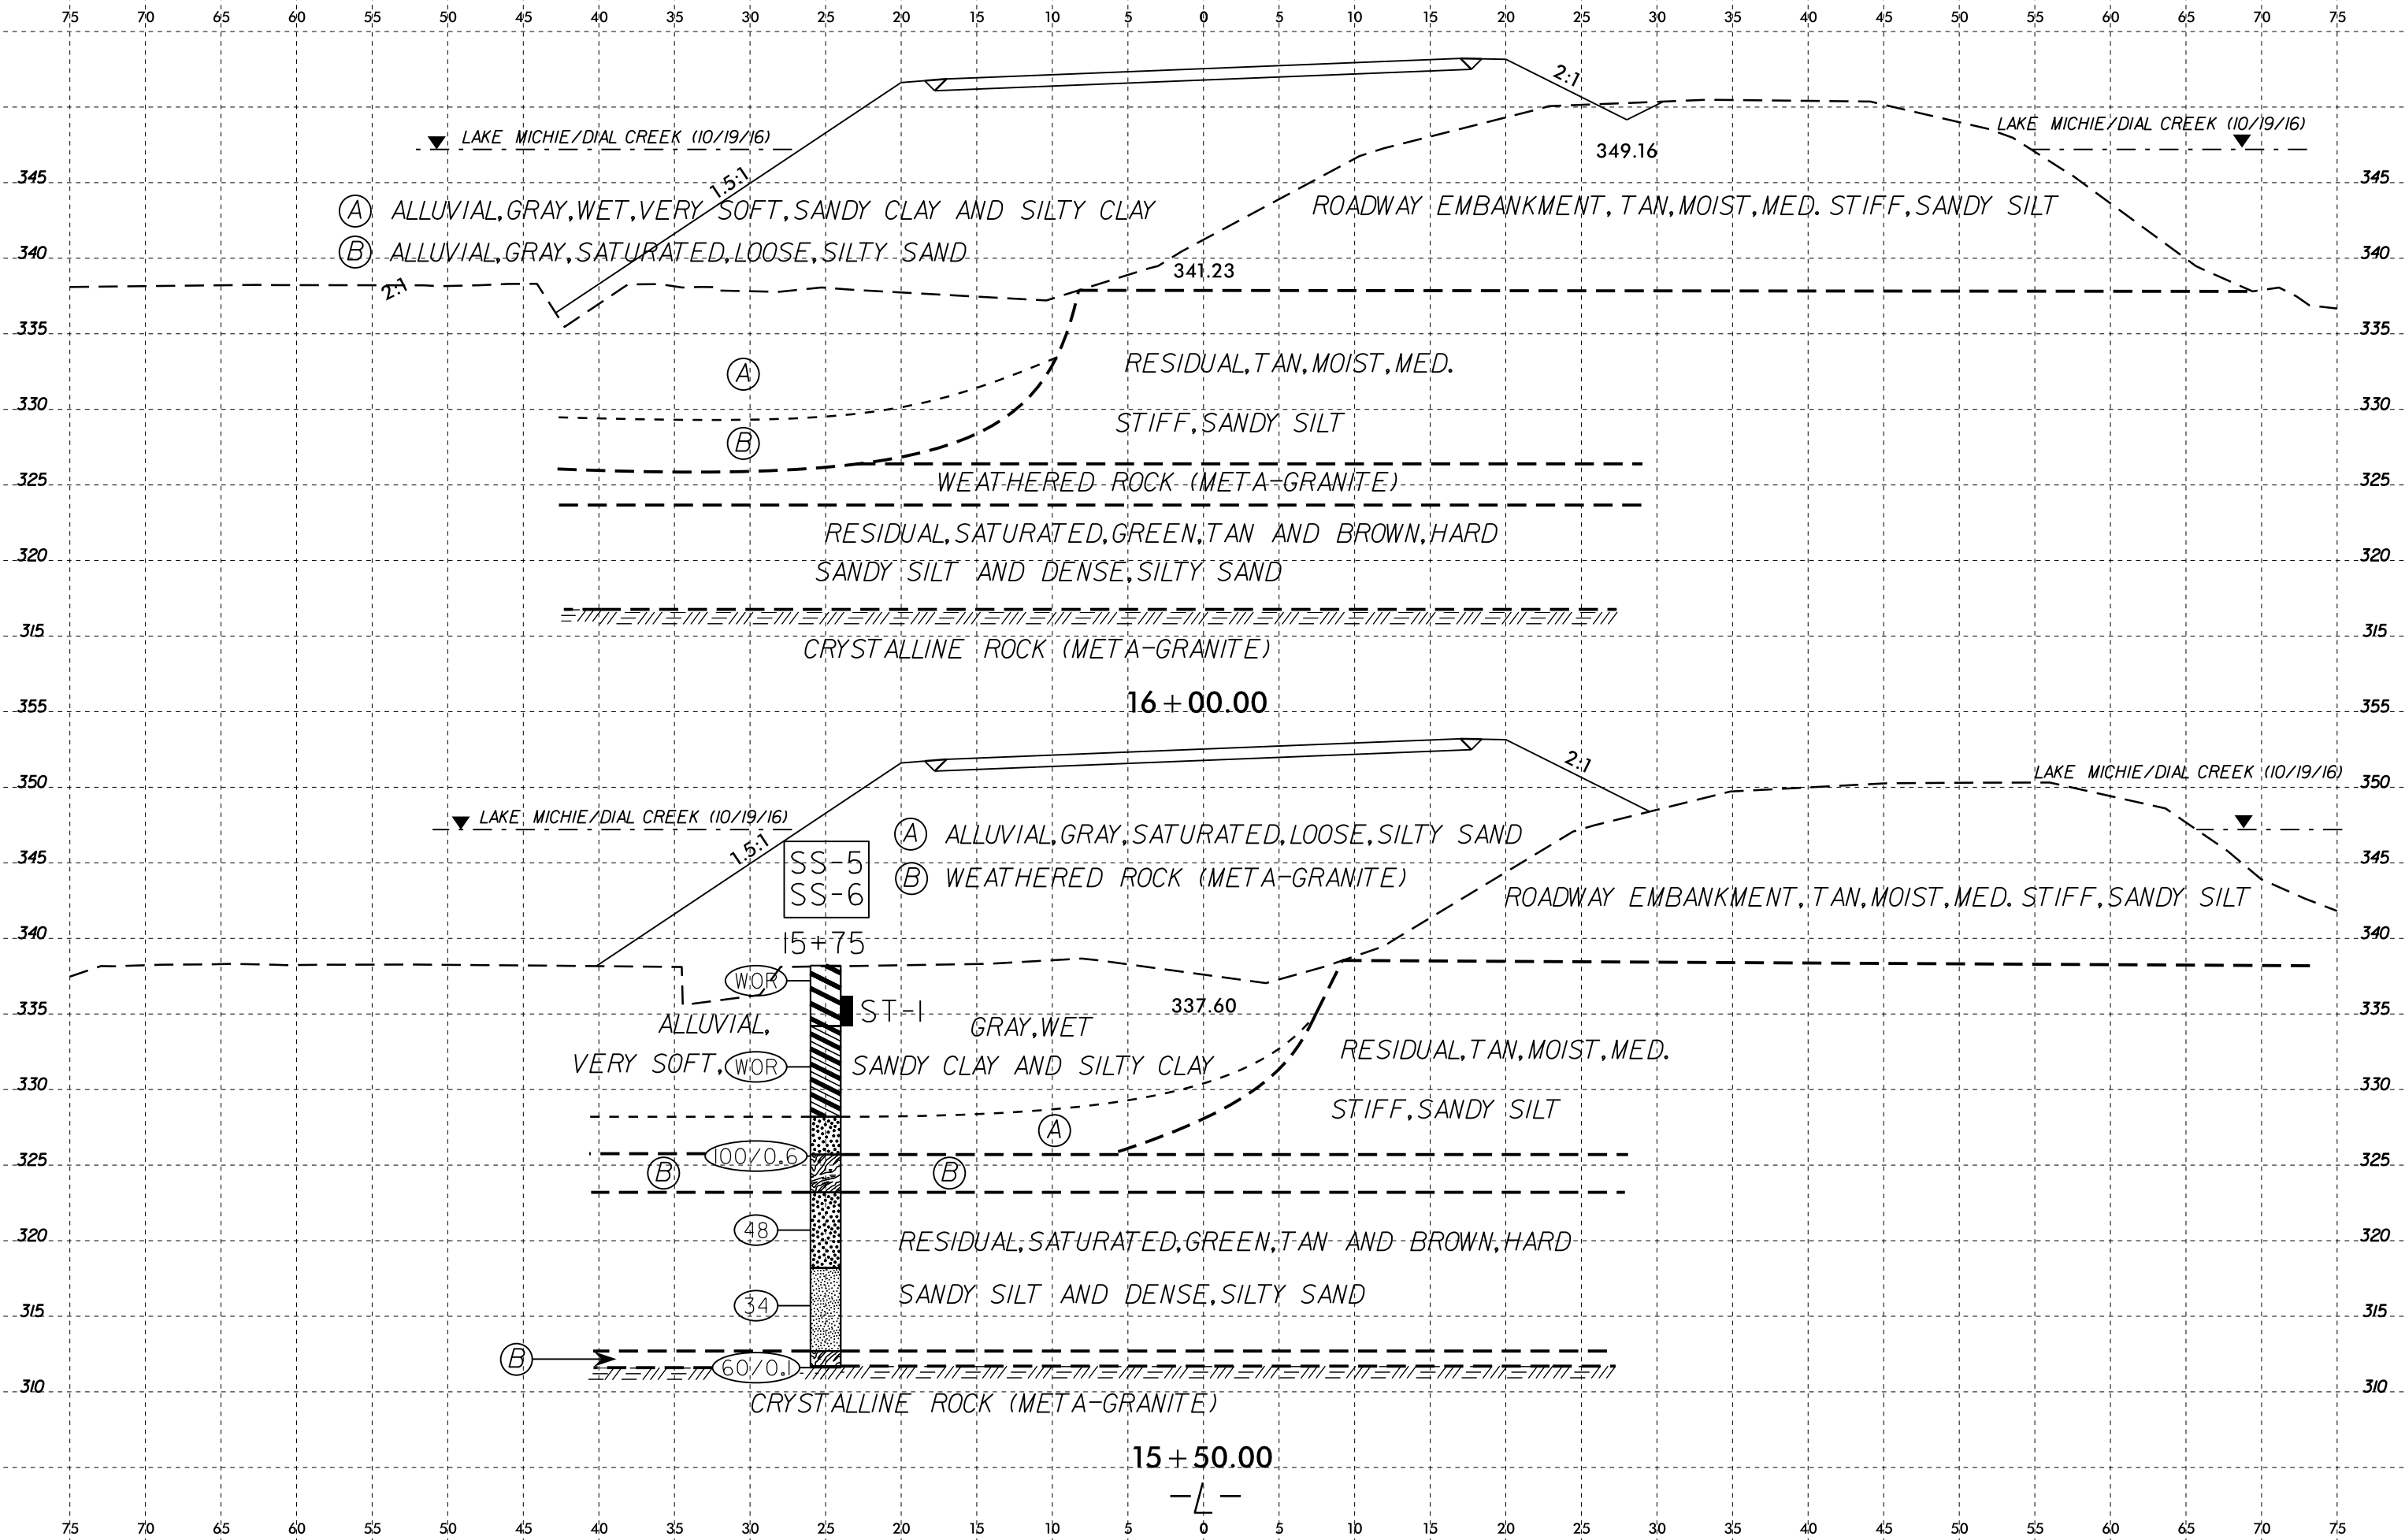 75 70 65 60 55 50 45 40 35 30 25 20 15 10 5 0 5 10 15 20 25 30 35 40 45 50 55 60 65 70 75
2:1
LAKE MICHIE/DIAL CREEK (10/19/16)
LAKE MICHIE/DIAL CREEK (10/19/16)
349.16
345 1.5:1 345
A ALLUVIAL,GRAY,WET,VERY SOFT,SANDY CLAY AND SILTY CLAY
ROADWAY EMBANKMENT, TAN,MOIST,MED. STIFF,SANDY SILT
340 B ALLUVIAL,GRAY,SATURATED,LOOSE,SILTY SAND 340
341.23
2:1
335 335
RESIDUAL,TAN,MOIST,MED.
A
330 330
STIFF,SANDY SILT
B
325 WEATHERED ROCK (META-GRANITE) 325
RESIDUAL,SATURATED,GREEN,TAN AND BROWN,HARD
320 320
SANDY SILT AND DENSE,SILTY SAND
315 315
CRYSTALLINE ROCK (META-GRANITE)
16+00.00
355 355
2:1
350 LAKE MICHIE/DIAL CREEK (10/19/16) 350
LAKE MICHIE/DIAL CREEK (10/19/16)
A ALLUVIAL,GRAY,SATURATED,LOOSE,SILTY SAND
345 1.5:1 345
SS-5
SS-6
B WEATHERED ROCK (META-GRANITE)
ROADWAY EMBANKMENT, TAN,MOIST,MED. STIFF,SANDY SILT
340 15+75 340
WOR
335 ST-1 337.60 335
ALLUVIAL, GRAY,WET
RESIDUAL,TAN,MOIST,MED.
VERY SOFT, WOR SANDY CLAY AND SILTY CLAY
330 330
STIFF,SANDY SILT
A
325 100/0.6 325
B B
320 48 RESIDUAL,SATURATED,GREEN,TAN AND BROWN,HARD 320
SANDY SILT AND DENSE,SILTY SAND
315 34 315
B 60/0.1
310 310
CRYSTALLINE ROCK (META-GRANITE)
15+50.00
-L-
75 70 65 60 55 50 45 40 35 30 25 20 15 10 5 0 5 10 15 20 25 30 35 40 45 50 55 60 65 70 75